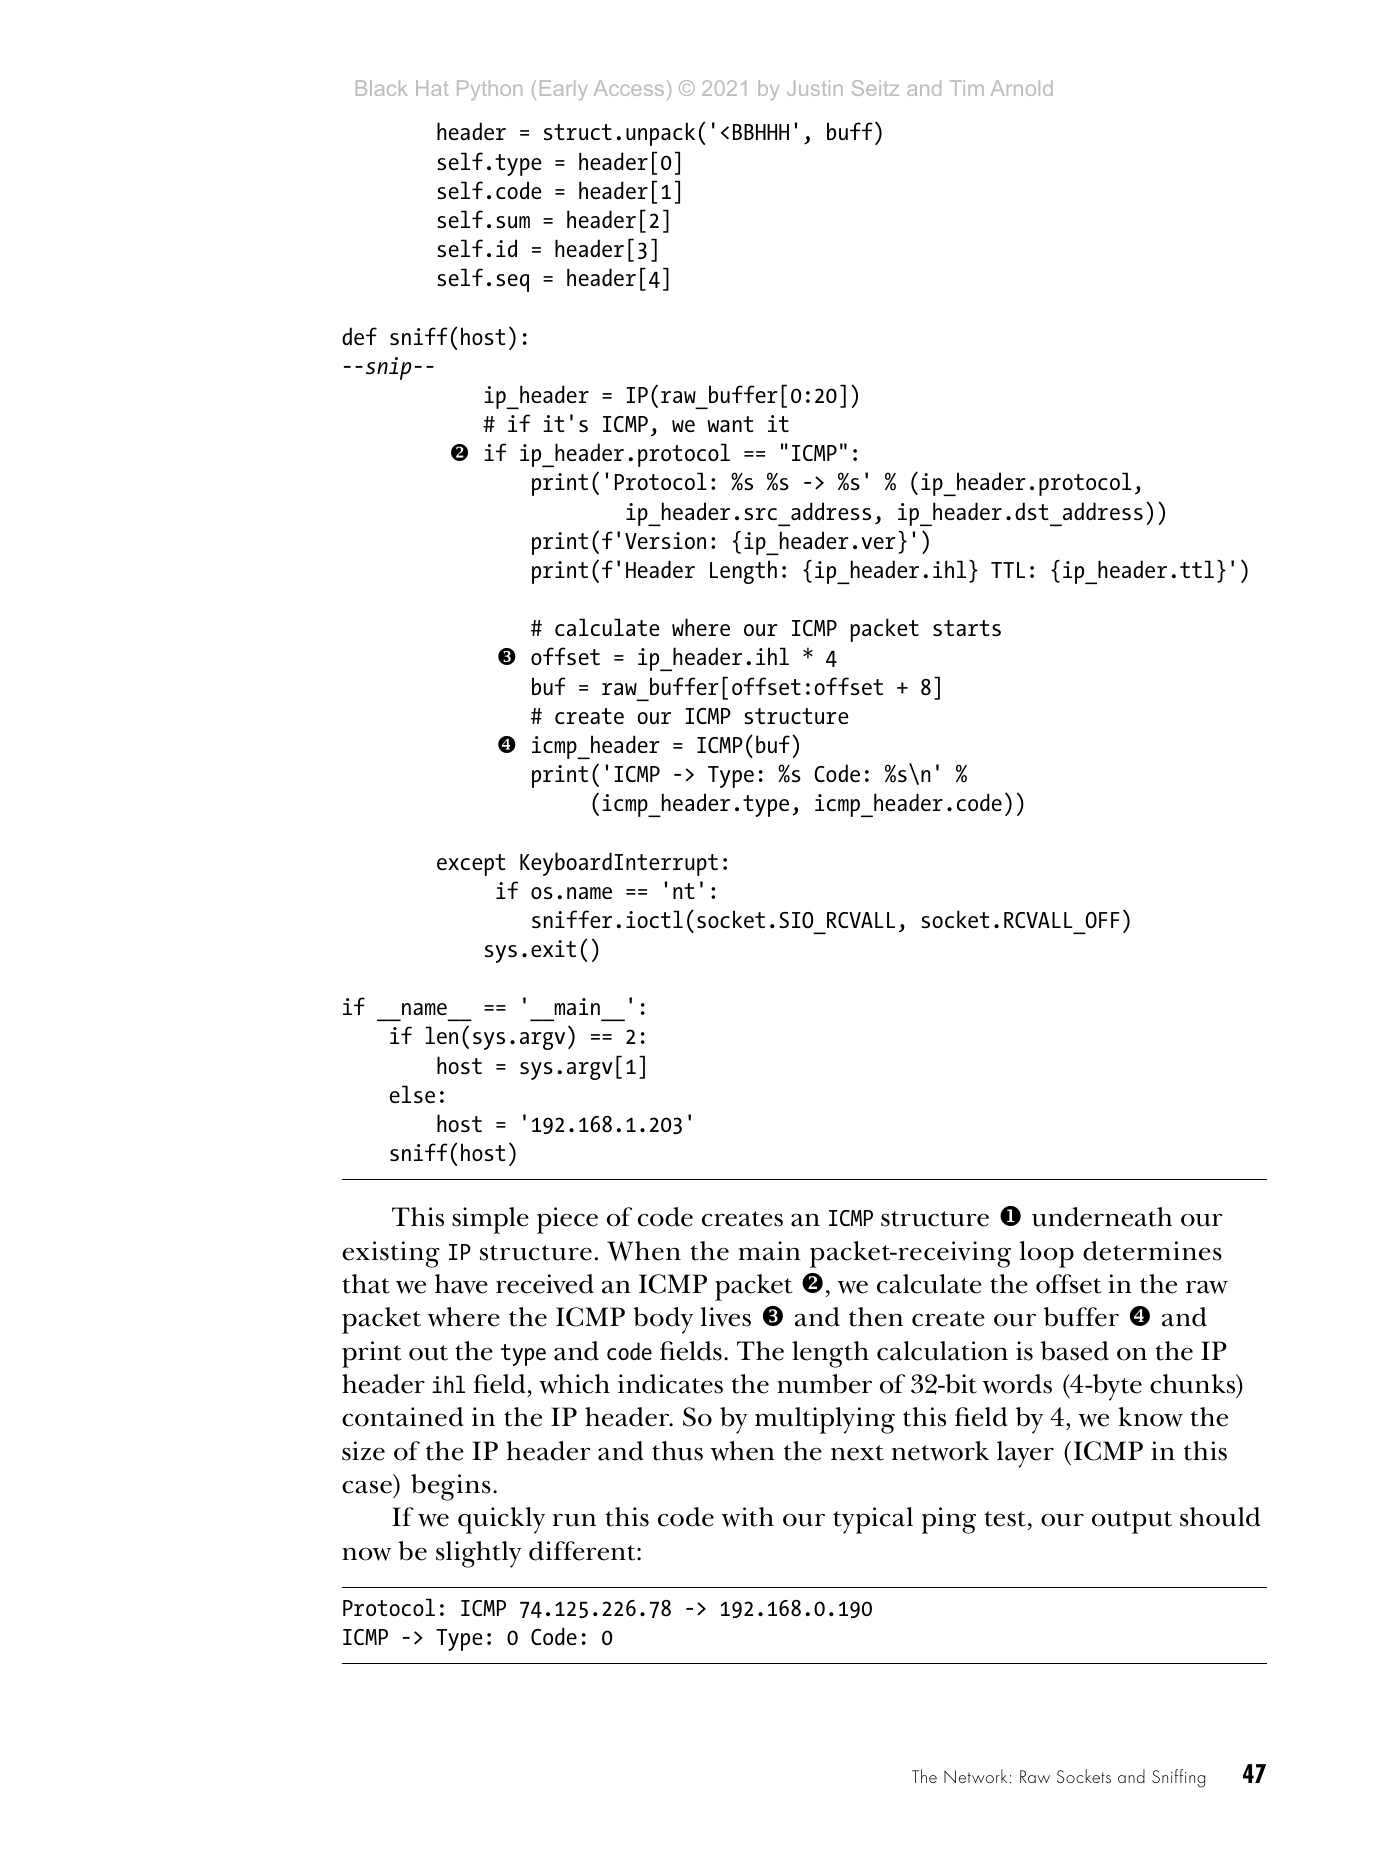 Black Hat Python (Early Access) © 2021 by Justin Seitz and Tim Arnold
        header = struct.unpack('<BBHHH', buff)
        self.type = header[0]
        self.code = header[1]
        self.sum = header[2]
        self.id = header[3]
        self.seq = header[4]

def sniff(host):
--snip--
            ip_header = IP(raw_buffer[0:20])
            # if it's ICMP, we want it
         ❷ if ip_header.protocol == "ICMP":
                print('Protocol: %s %s -> %s' % (ip_header.protocol,
                        ip_header.src_address, ip_header.dst_address))
                print(f'Version: {ip_header.ver}')
                print(f'Header Length: {ip_header.ihl} TTL: {ip_header.ttl}')

                # calculate where our ICMP packet starts
             ❸ offset = ip_header.ihl * 4
                buf = raw_buffer[offset:offset + 8]
                # create our ICMP structure
             ❹ icmp_header = ICMP(buf)
                print('ICMP -> Type: %s Code: %s\n' %
                     (icmp_header.type, icmp_header.code))

        except KeyboardInterrupt:
             if os.name == 'nt':
                sniffer.ioctl(socket.SIO_RCVALL, socket.RCVALL_OFF)
            sys.exit()

if __name__ == '__main__':
    if len(sys.argv) == 2:
        host = sys.argv[1]
    else:
        host = '192.168.1.203'
    sniff(host)

This simple piece of code creates an ICMP structure ❶ underneath our
existing IP structure. When the main packet-receiving loop determines
that we have received an ICMP packet ❷, we calculate the offset in the raw
packet where the ICMP body lives ❸ and then create our buffer ❹ and
print out the type and code fields. The length calculation is based on the IP
header ihl field, which indicates the number of 32-bit words (4-byte chunks)
contained in the IP header. So by multiplying this field by 4, we know the
size of the IP header and thus when the next network layer (ICMP in this
case) begins.
If we quickly run this code with our typical ping test, our output should
now be slightly different:

Protocol: ICMP 74.125.226.78 -> 192.168.0.190
ICMP -> Type: 0 Code: 0

The Network: Raw Sockets and Sniffing 47